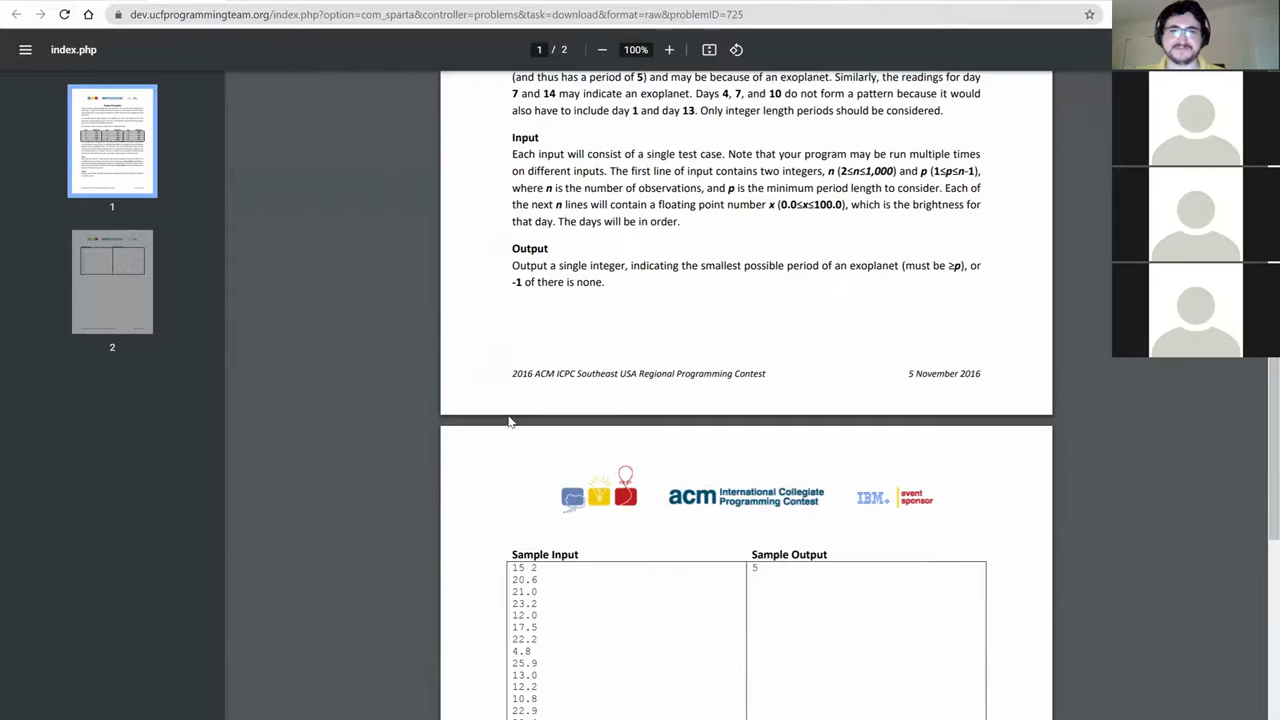 dev.ucfprogrammingteam.org/index.php?option=com_sparta&controller=problems&task=download&format=raw&problemID=725
index.php
1 / 2
100%
1
2
(and thus has a period of 5) and may be because of an exoplanet. Similarly, the readings for day
7 and 14 may indicate an exoplanet. Days 4, 7, and 10 do not form a pattern because it would
also have to include day 1 and day 13. Only integer length periods should be considered.
Input
Each input will consist of a single test case. Note that your program may be run multiple times
on different inputs. The first line of input contains two integers, n (2≤n≤1,000) and p (1≤p≤n-1),
where n is the number of observations, and p is the minimum period length to consider. Each of
the next n lines will contain a floating point number x (0.0≤x≤100.0), which is the brightness for
that day. The days will be in order.
Output
Output a single integer, indicating the smallest possible period of an exoplanet (must be ≥p), or
-1 of there is none.
2016 ACM ICPC Southeast USA Regional Programming Contest 5 November 2016
acm International Collegiate
Programming Contest
IBM event
sponsor
Sample Input Sample Output
15 2 5
20.6
21.0
23.2
12.0
17.5
22.2
4.8
25.9
13.0
12.2
10.8
22.9